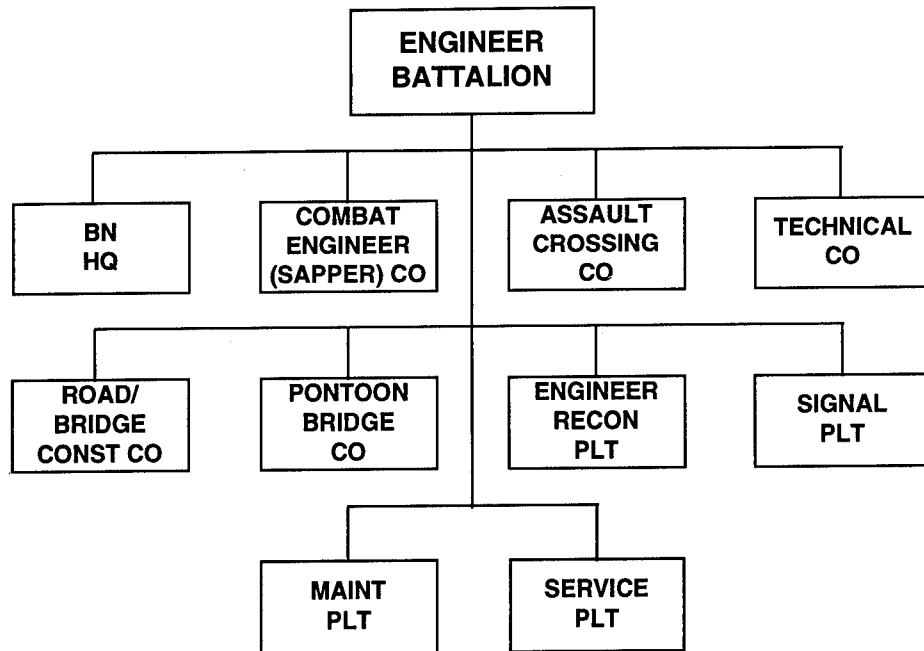 ENGINEER
BATTALION
BN
HQ
COMBAT
ENGINEER
(SAPPER) CO
ASSAULT
CROSSING
CO
TECHNICAL
CO
ROAD/
BRIDGE
CONST CO
PONTOON
BRIDGE
CO
ENGINEER
RECON
PLT
SIGNAL
PLT
MAINT
PLT
SERVICE
PLT